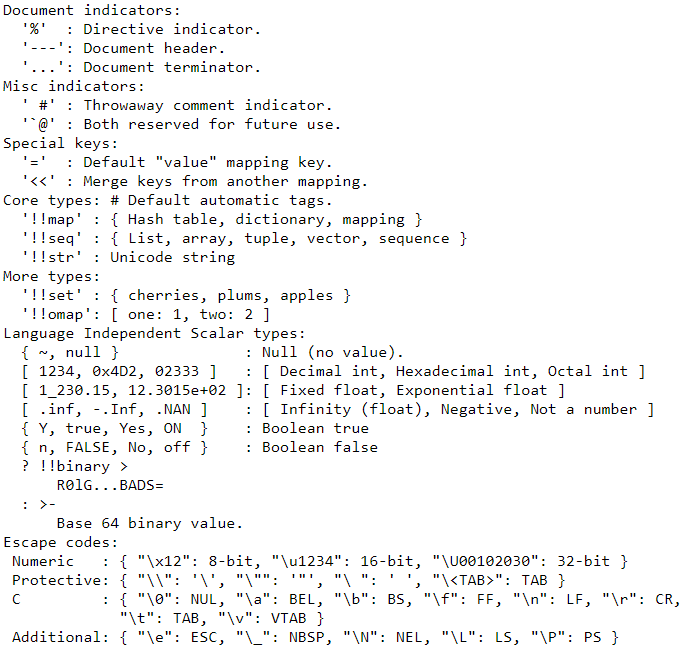 Document indicators:
  '%'  : Directive indicator.
  '---': Document header.
  '...': Document terminator.
Misc indicators:
  ' #' : Throwaway comment indicator.
  '`@' : Both reserved for future use.
Special keys:
  '='  : Default "value" mapping key.
  '<<' : Merge keys from another mapping.
Core types: # Default automatic tags.
  '!!map' : { Hash table, dictionary, mapping }
  '!!seq' : { List, array, tuple, vector, sequence }
  '!!str' : Unicode string
More types:
  '!!set' : { cherries, plums, apples }
  '!!omap': [ one: 1, two: 2 ]
Language Independent Scalar types:
  { ~, null }              : Null (no value).
  [ 1234, 0x4D2, 02333 ]   : [ Decimal int, Hexadecimal int, Octal int ]
  [ 1_230.15, 12.3015e+02 ]: [ Fixed float, Exponential float ]
  [ .inf, -.Inf, .NAN ]    : [ Infinity (float), Negative, Not a number ]
  { Y, true, Yes, ON  }    : Boolean true
  { n, FALSE, No, off }    : Boolean false
  ? !!binary >
      R0lG...BADS=
  : >-
      Base 64 binary value.
Escape codes:
 Numeric   : { "\x12": 8-bit, "\u1234": 16-bit, "\U00102030": 32-bit }
 Protective: { "\\": '\', "\"": '"', "\ ": ' ', "\<TAB>": TAB }
 C         : { "\0": NUL, "\a": BEL, "\b": BS, "\f": FF, "\n": LF, "\r": CR,
             "\t": TAB, "\v": VTAB }
 Additional: { "\e": ESC, "\_": NBSP, "\N": NEL, "\L": LS, "\P": PS }